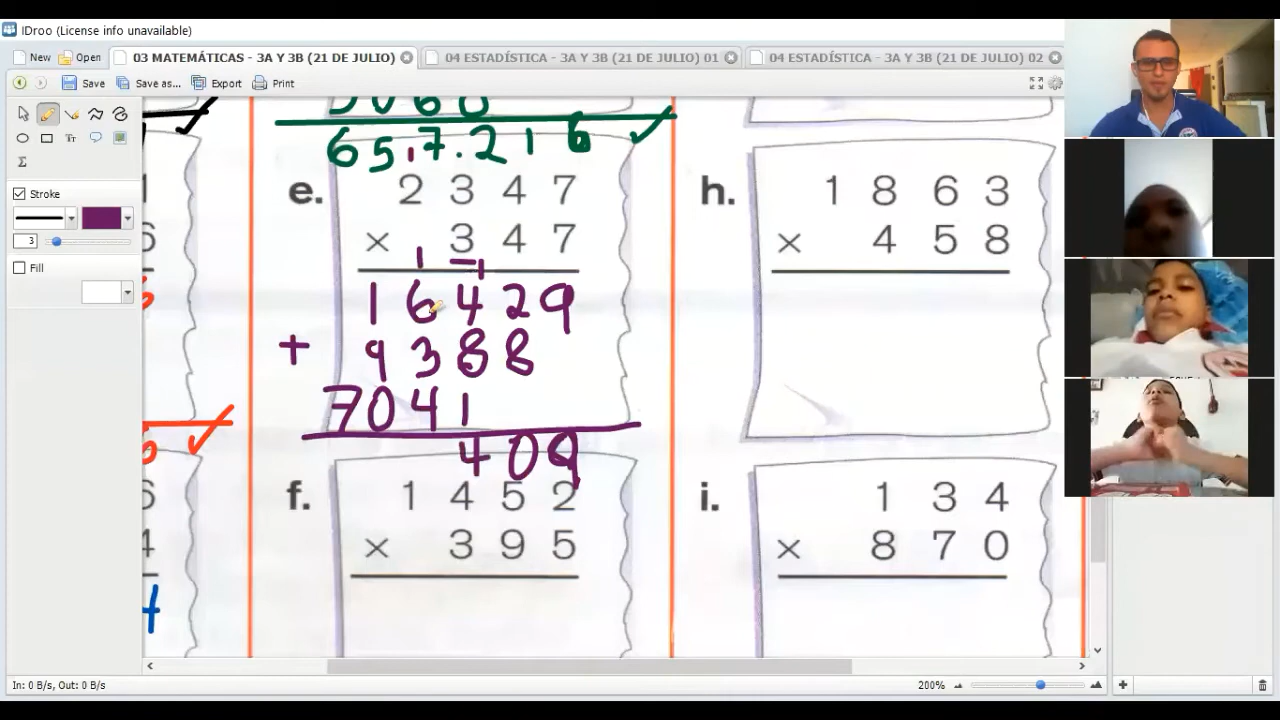 IDroo (License info unavailable)
New Open 03 MATEMÁTICAS - 3A Y 3B (21 DE JULIO) 04 ESTADÍSTICA - 3A Y 3B (21 DE JULIO) 01 04 ESTADÍSTICA - 3A Y 3B (21 DE JULIO) 02
Save Save as... Export Print
Stroke
3
Fill
65.7.216
1
e. 2 3 4 7
× 3 4 7
1 1
1 6 4 2 9
+ 9 3 8 8
7 0 4 1
4 0 9
f. 1 4 5 2
× 3 9 5
h. 1 8 6 3
× 4 5 8
i. 1 3 4
× 8 7 0
In: 0 B/s, Out: 0 B/s
200%